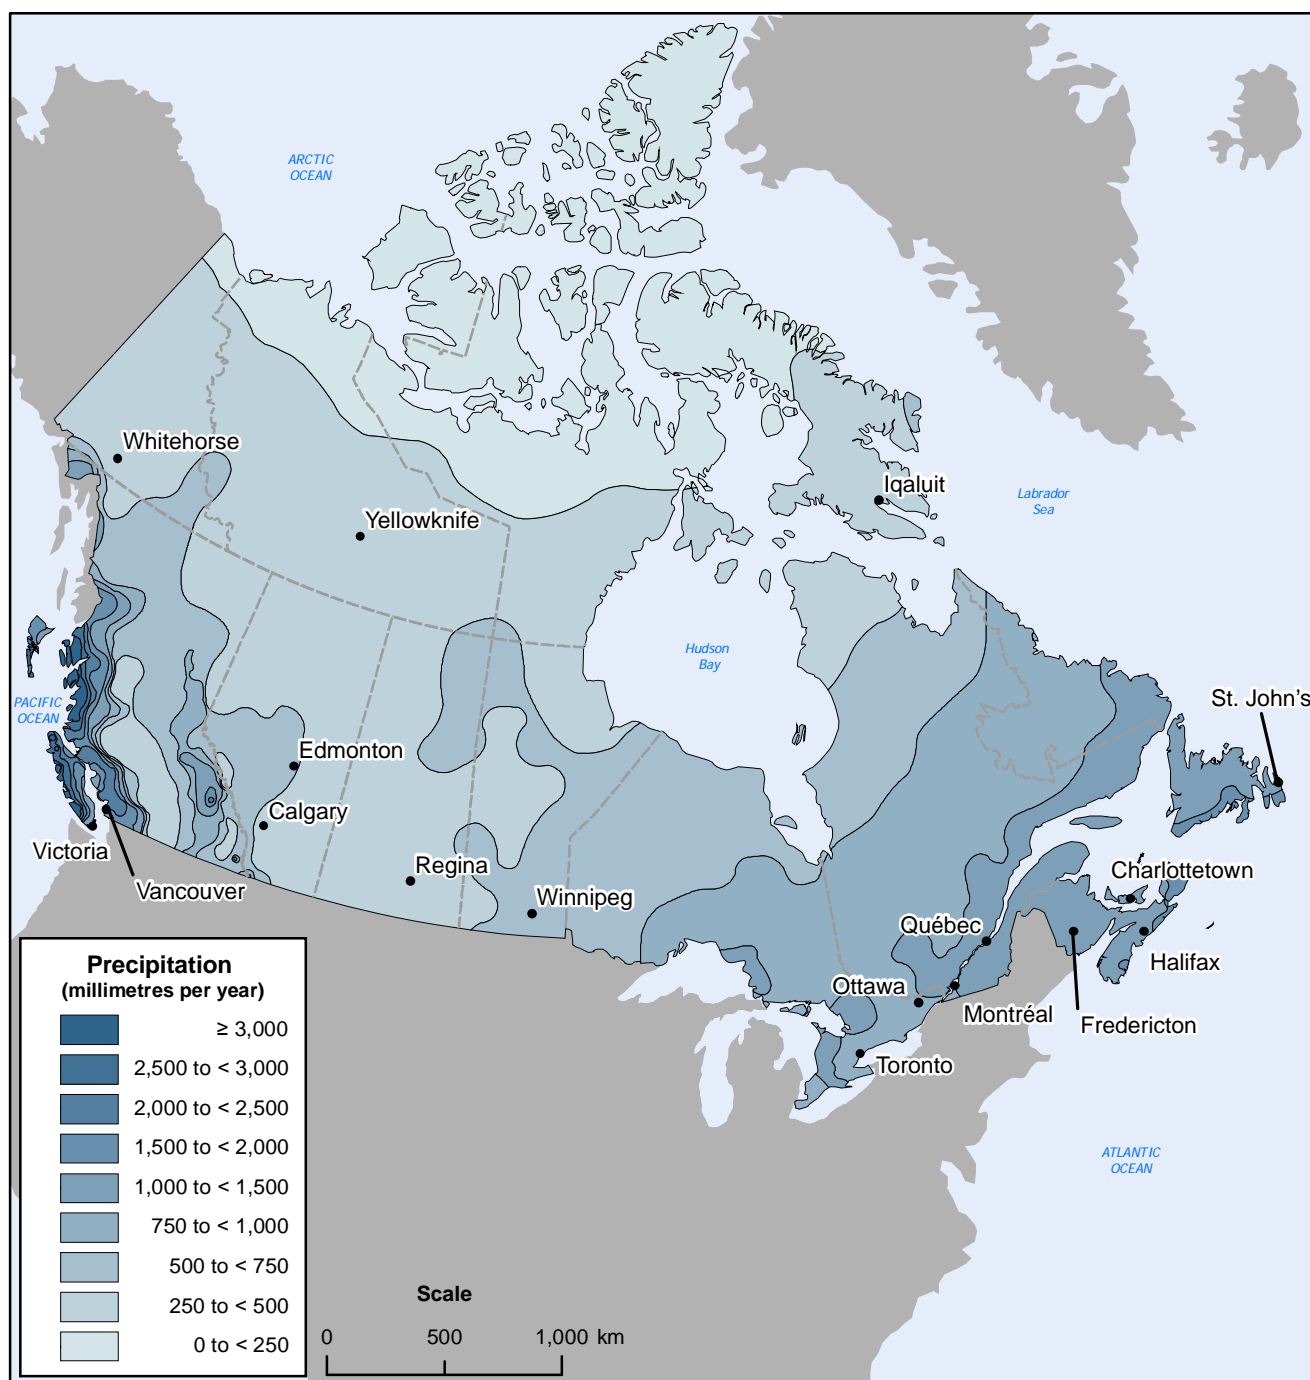 ARCTIC
OCEAN
Whitehorse
Iqaluit
Labrador
Sea
Yellowknife
Hudson
Bay
PACIFIC
OCEAN
St. John’s
Edmonton
Calgary
Victoria
Regina
Charlottetown
Vancouver
Winnipeg
Québec
Halifax
Ottawa
Montréal
Fredericton
Toronto
ATLANTIC
OCEAN
Precipitation
(millimetres per year)
≥ 3,000
2,500 to < 3,000
2,000 to < 2,500
1,500 to < 2,000
1,000 to < 1,500
750 to < 1,000
500 to < 750
250 to < 500
0 to < 250
Scale
0 500 1,000 km